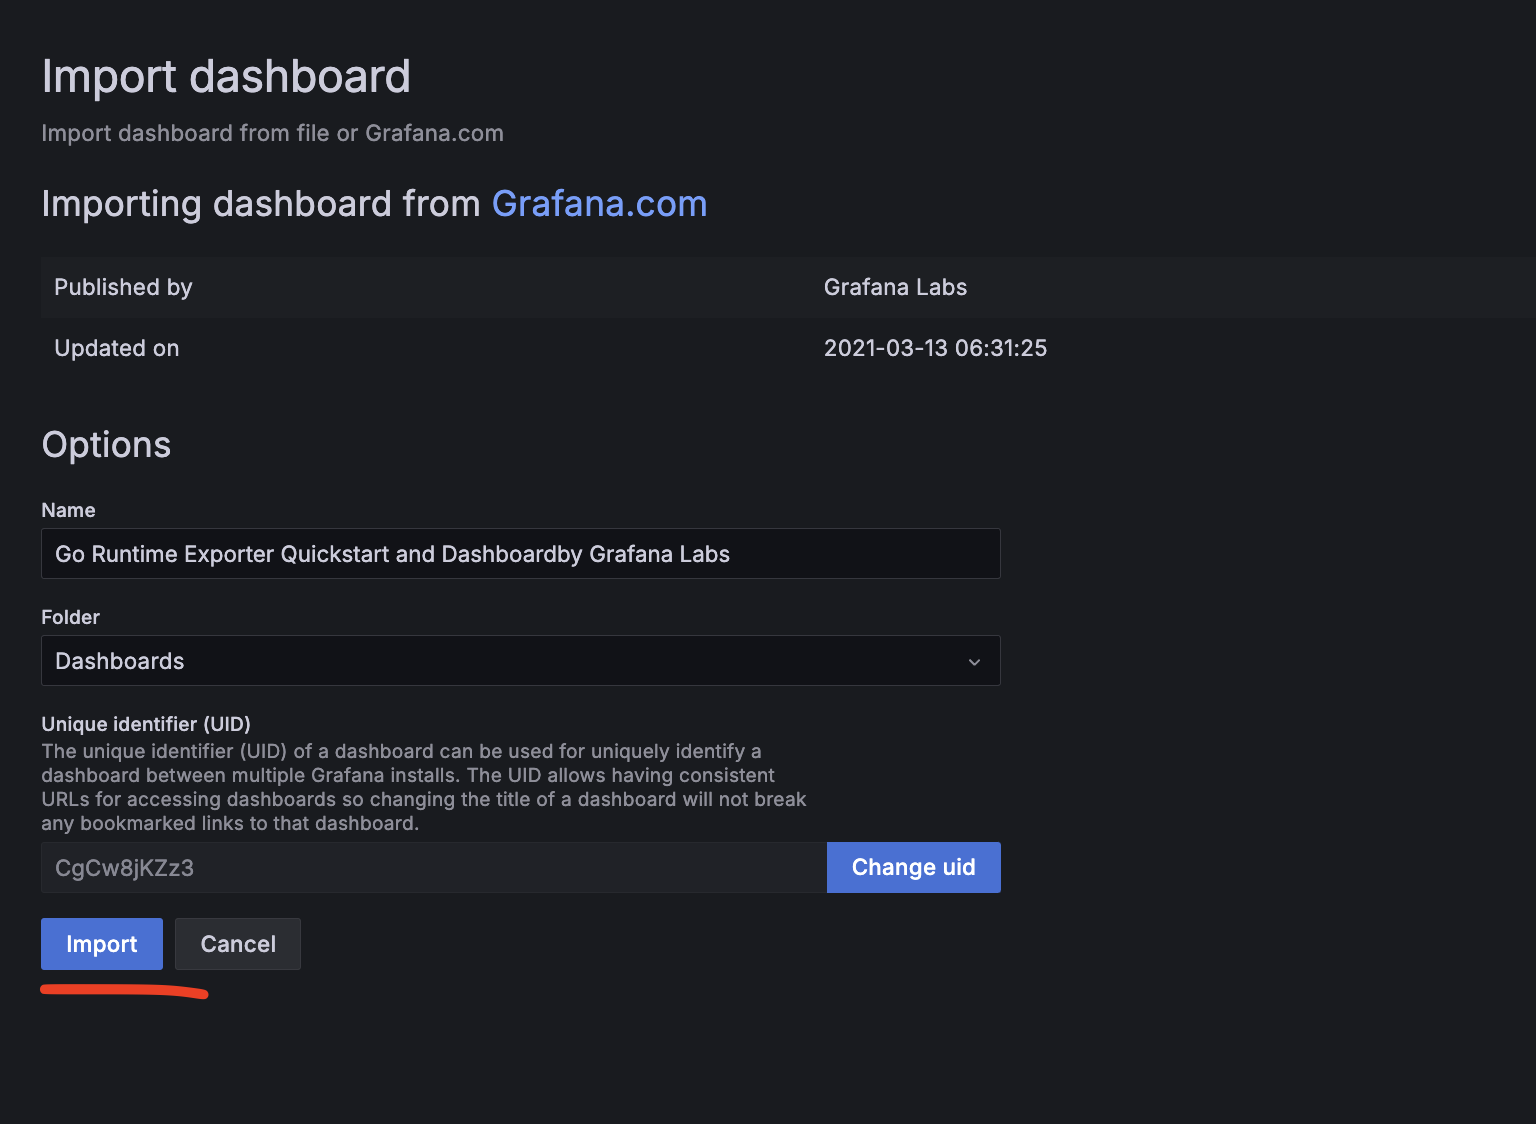 Import dashboard
Import dashboard from file or Grafana.com
Importing dashboard from Grafana.com
Published by Grafana Labs
Updated on 2021-03-13 06:31:25
Options
Name
Go Runtime Exporter Quickstart and Dashboardby Grafana Labs
Folder
Dashboards
Unique identifier (UID)
The unique identifier (UID) of a dashboard can be used for uniquely identify a
dashboard between multiple Grafana installs. The UID allows having consistent
URLs for accessing dashboards so changing the title of a dashboard will not break
any bookmarked links to that dashboard.
CgCw8jKZz3 Change uid
Import Cancel